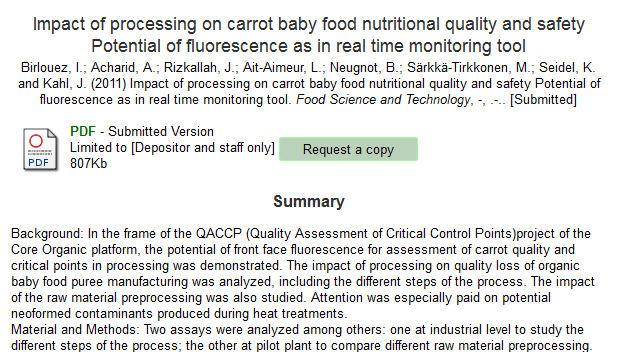 Impact of processing on carrot baby food nutritional quality and safety
Potential of fluorescence as in real time monitoring tool
Birlouez, I.; Acharid, A.; Rizkallah, J.; Ait-Aimeur, L.; Neugnot, B.; Särkkä-Tirkkonen, M.; Seidel, K.
and Kahl, J. (2011) Impact of processing on carrot baby food nutritional quality and safety Potential of
fluorescence as in real time monitoring tool. Food Science and Technology, -, .-.. [Submitted]
PDF - Submitted Version
Limited to [Depositor and staff only]
807Kb
Request a copy
PDF
Summary
Background: In the frame of the QACCP (Quality Assessment of Critical Control Points)project of the
Core Organic platform, the potential of front face fluorescence for assessment of carrot quality and
critical points in processing was demonstrated. The impact of processing on quality loss of organic
baby food puree manufacturing was analyzed, including the different steps of the process. The impact
of the raw material preprocessing was also studied. Attention was especially paid on potential
neoformed contaminants produced during heat treatments.
Material and Methods: Two assays were analyzed among others: one at industrial level to study the
different steps of the process; the other at pilot plant to compare different raw material preprocessing.